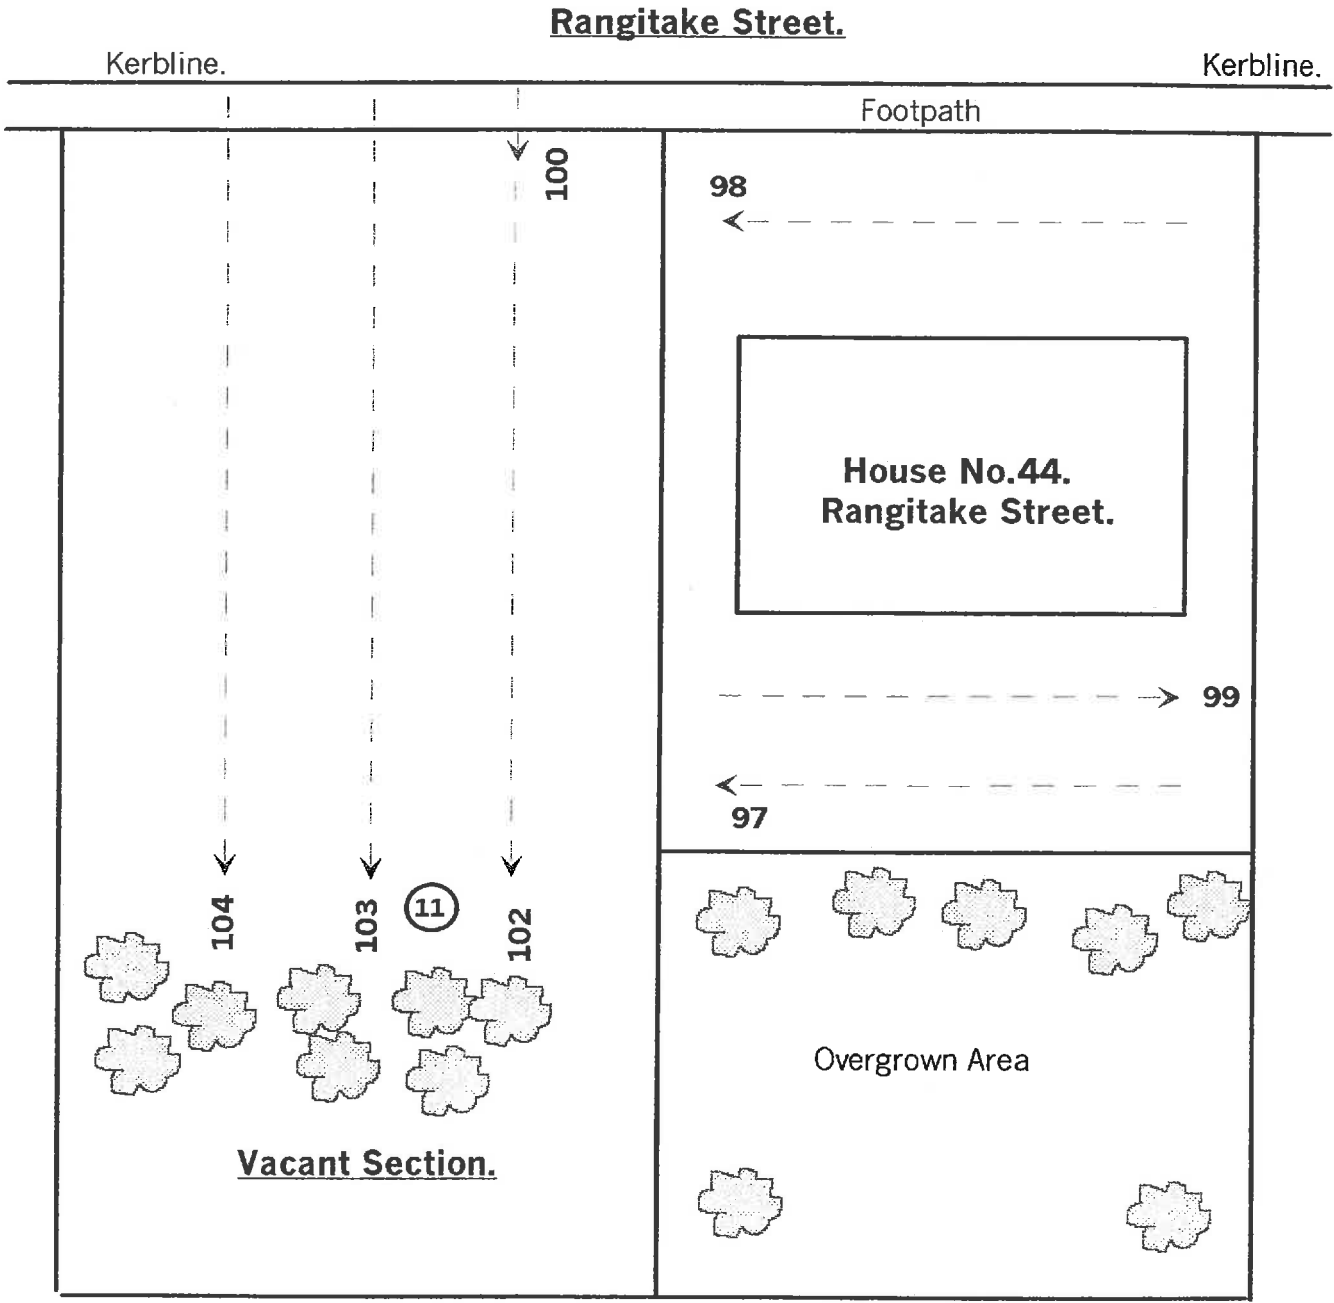 Rangitake Street.
Kerbline.
Kerbline.
Footpath
100
98
House No.44.
Rangitake Street.
99
97
104
103
11
102
Overgrown Area
Vacant Section.